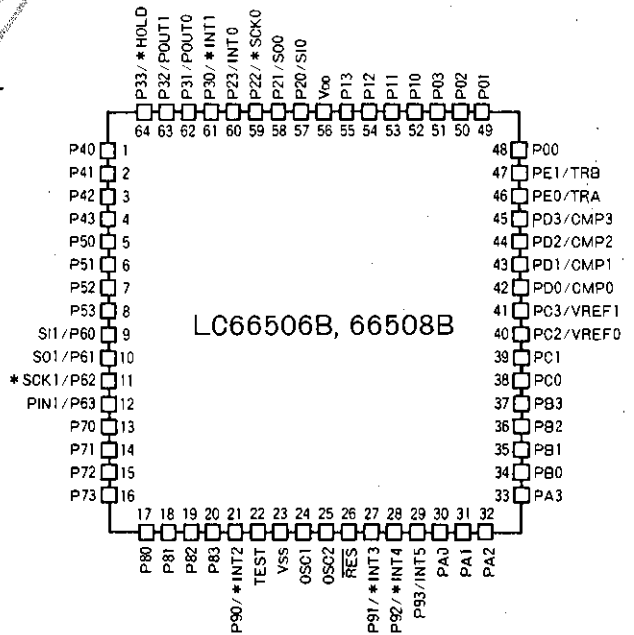 P33/*HOLD
P32/POUT1
P31/POUT0
P30/*INT1
P23/INT0
P22/*SCK0
P21/SO0
P20/SI0
VDD
P13
P12
P11
P10
P03
P02
P01
64 63 62 61 60 59 58 57 56 55 54 53 52 51 50 49
P40 1
P41 2
P42 3
P43 4
P50 5
P51 6
P52 7
P53 8
SI1/P60 9
SO1/P61 10
*SCK1/P62 11
PIN1/P63 12
P70 13
P71 14
P72 15
P73 16
LC66506B, 66508B
48 P00
47 PE1/TRB
46 PE0/TRA
45 PD3/CMP3
44 PD2/CMP2
43 PD1/CMP1
42 PD0/CMP0
41 PC3/VREF1
40 PC2/VREF0
39 PC1
38 PC0
37 PB3
36 PB2
35 PB1
34 PB0
33 PA3
17 18 19 20 21 22 23 24 25 26 27 28 29 30 31 32
P80
P81
P82
P83
P90/*INT2
TEST
VSS
OSC1
OSC2
RES
P91/*INT3
P92/*INT4
P93/INT5
PA0
PA1
PA2